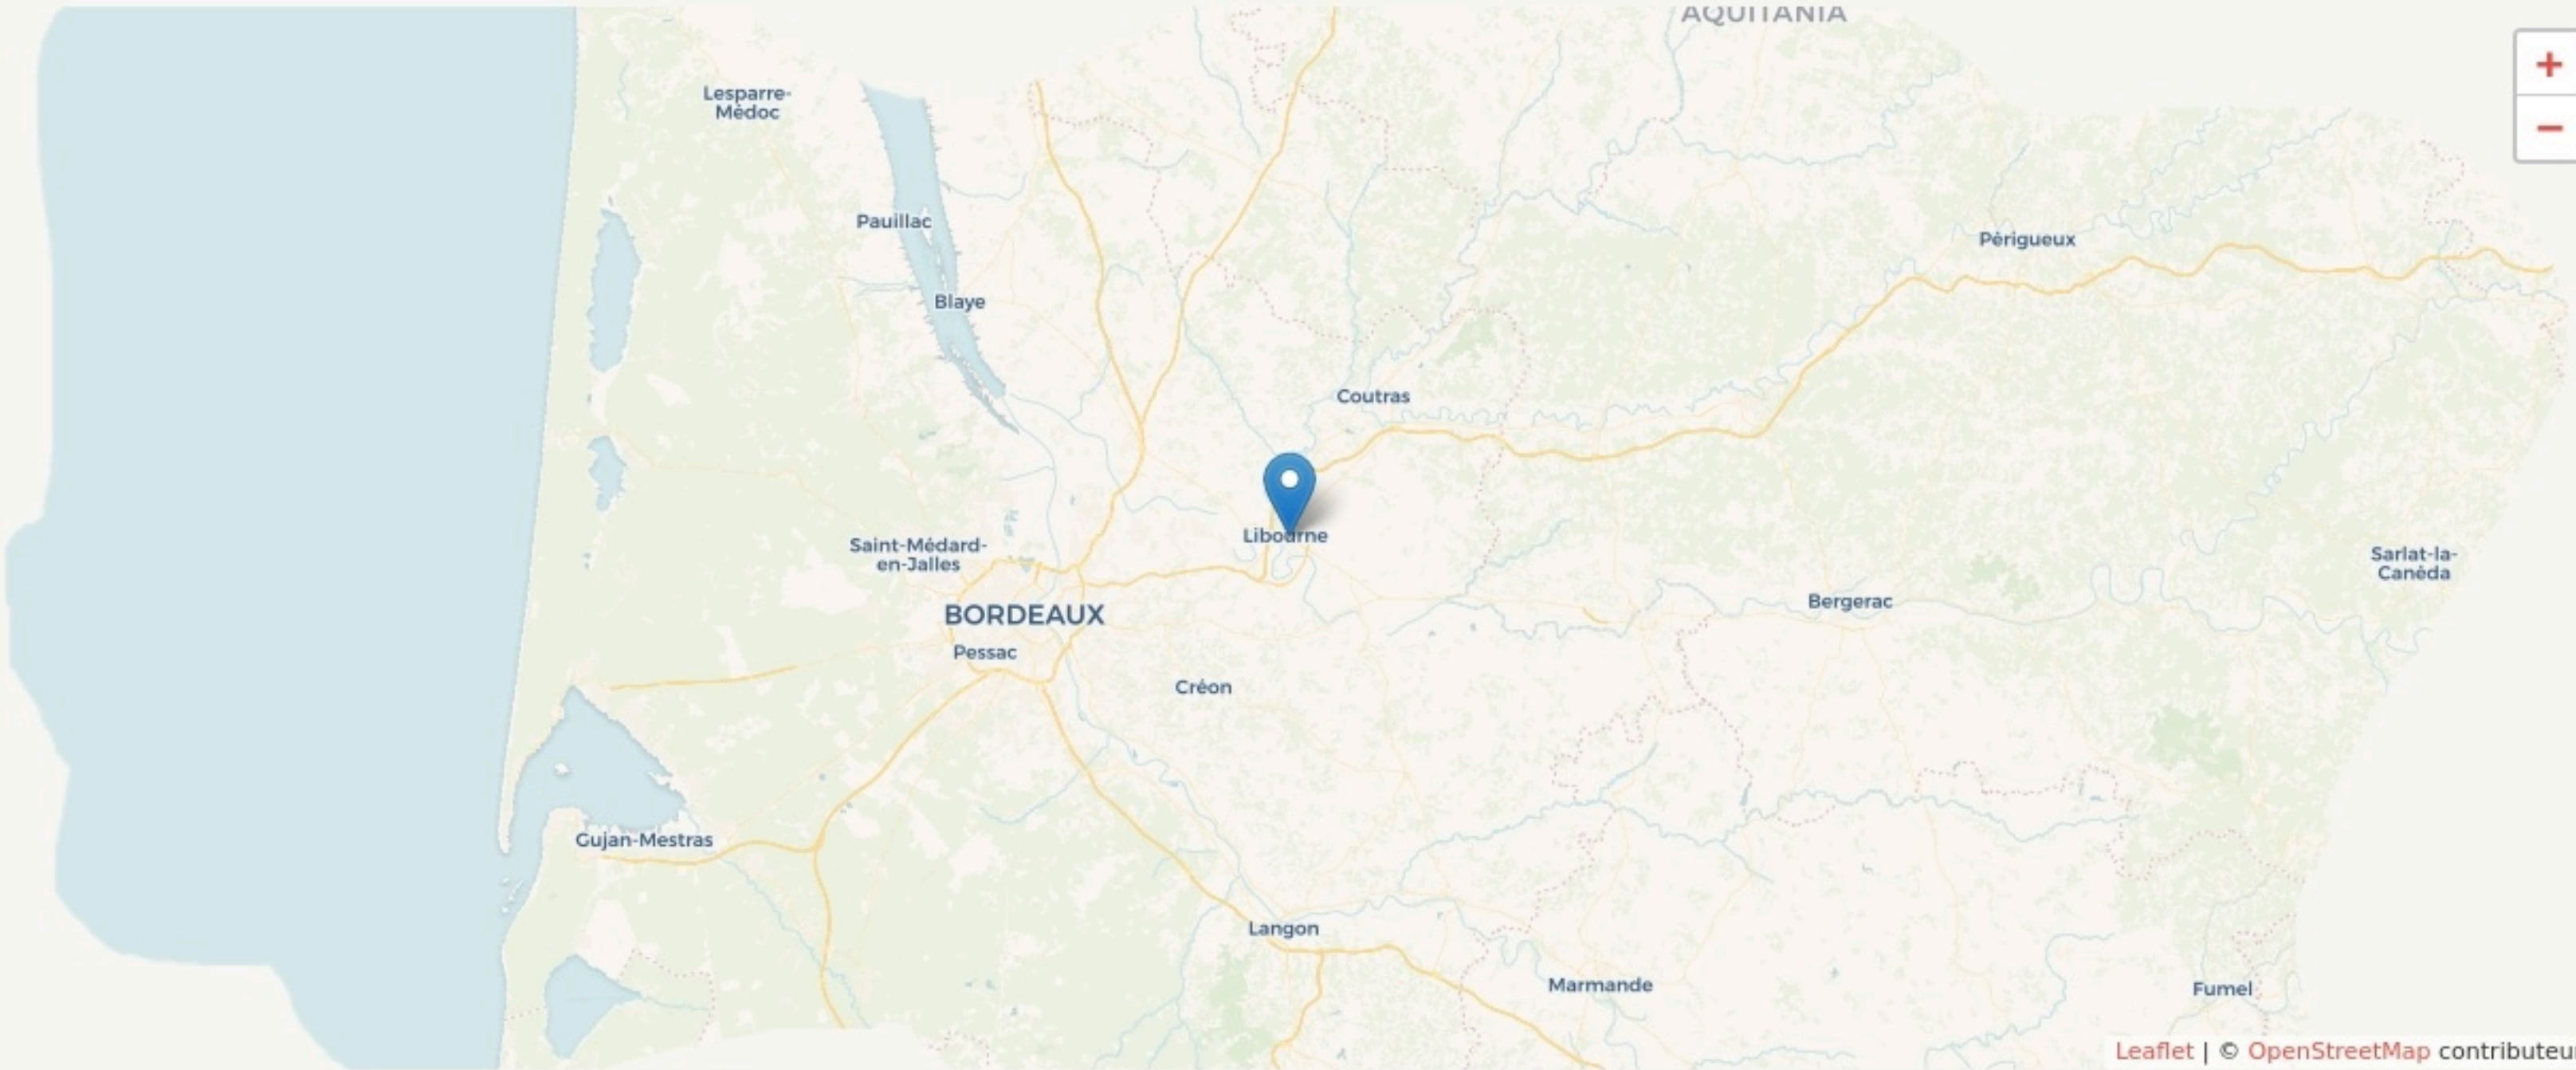 AQUITANIA
+
Lesparre-
Médoc
−
Pauillac
Périgueux
Blaye
Coutras
Libourne
Saint-Médard-
en-Jalles
Sarlat-la-
Canéda
BORDEAUX
Bergerac
Pessac
Créon
Gujan-Mestras
Langon
Marmande
Fumel
Leaflet | © OpenStreetMap contributeur